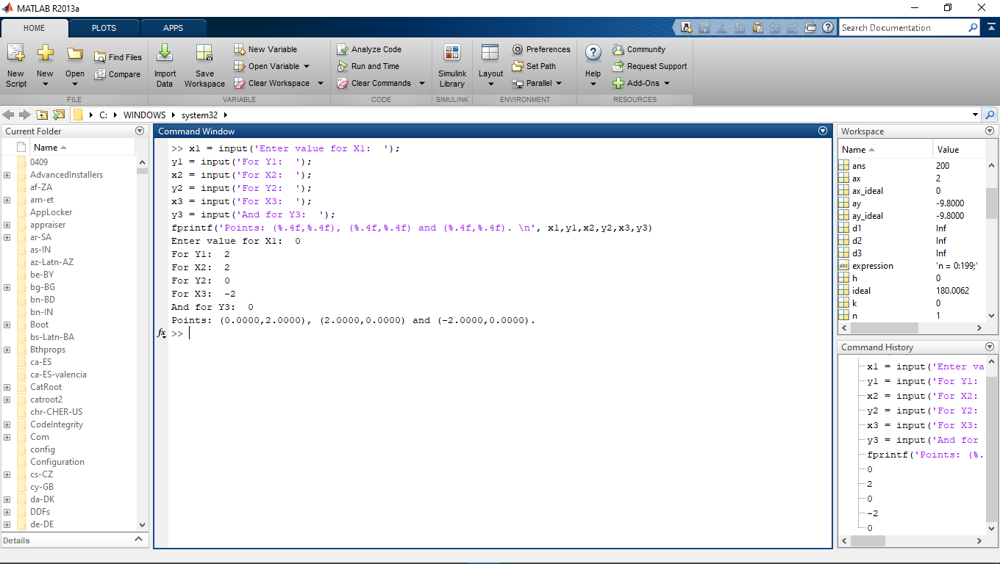 MATLAB R2013a
HOME PLOTS APPS
Search Documentation
New Script
New
Open
Find Files
Compare
FILE
Import Data
Save Workspace
New Variable
Open Variable
Clear Workspace
VARIABLE
Analyze Code
Run and Time
Clear Commands
CODE
Simulink Library
SIMULINK
Layout
Preferences
Set Path
Parallel
ENVIRONMENT
Help
Community
Request Support
Add-Ons
RESOURCES
C: WINDOWS system32
Current Folder
Name
0409
AdvancedInstallers
af-ZA
am-et
AppLocker
appraiser
ar-SA
as-IN
az-Latn-AZ
be-BY
bg-BG
bn-BD
bn-IN
Boot
bs-Latn-BA
Bthprops
ca-ES
ca-ES-valencia
CatRoot
catroot2
chr-CHER-US
CodeIntegrity
Com
config
Configuration
cs-CZ
cy-GB
da-DK
DDFs
de-DE
Details
Command Window
>> x1 = input('Enter value for X1:  ');
y1 = input('For Y1:  ');
x2 = input('For X2:  ');
y2 = input('For Y2:  ');
x3 = input('For X3:  ');
y3 = input('And for Y3:  ');
fprintf('Points: (%.4f,%.4f), (%.4f,%.4f) and (%.4f,%.4f). \n', x1,y1,x2,y2,x3,y3)
Enter value for X1:  0
For Y1:  2
For X2:  2
For Y2:  0
For X3:  -2
And for Y3:  0
Points: (0.0000,2.0000), (2.0000,0.0000) and (-2.0000,0.0000).
fx >>
Workspace
Name Value
ans 200
ax 2
ax_ideal 0
ay -9.8000
ay_ideal -9.8000
d1 Inf
d2 Inf
d3 Inf
abc expression 'n = 0:199;'
h 0
ideal 180.0062
k 0
n 1
Command History
x1 = input('Enter va
y1 = input('For Y1:
x2 = input('For X2:
y2 = input('For Y2:
x3 = input('For X3:
y3 = input('And for
fprintf('Points: (%.
0
2
0
-2
0